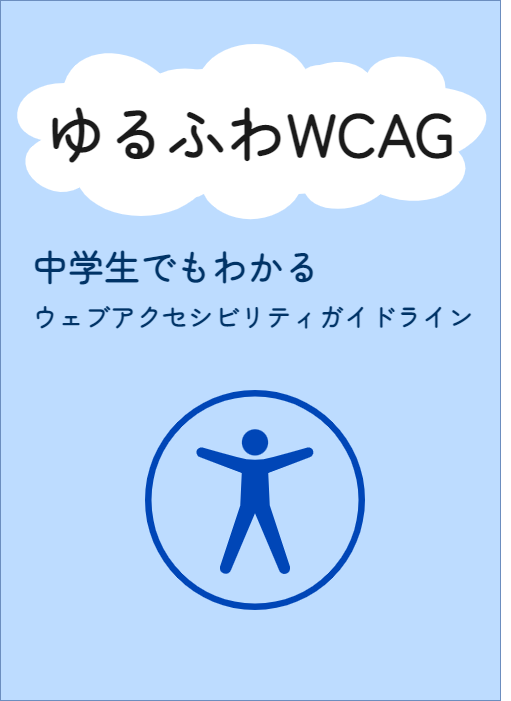 ゆるふわWCAG
中学生でもわかる
ウェブアクセシビリティガイドライン